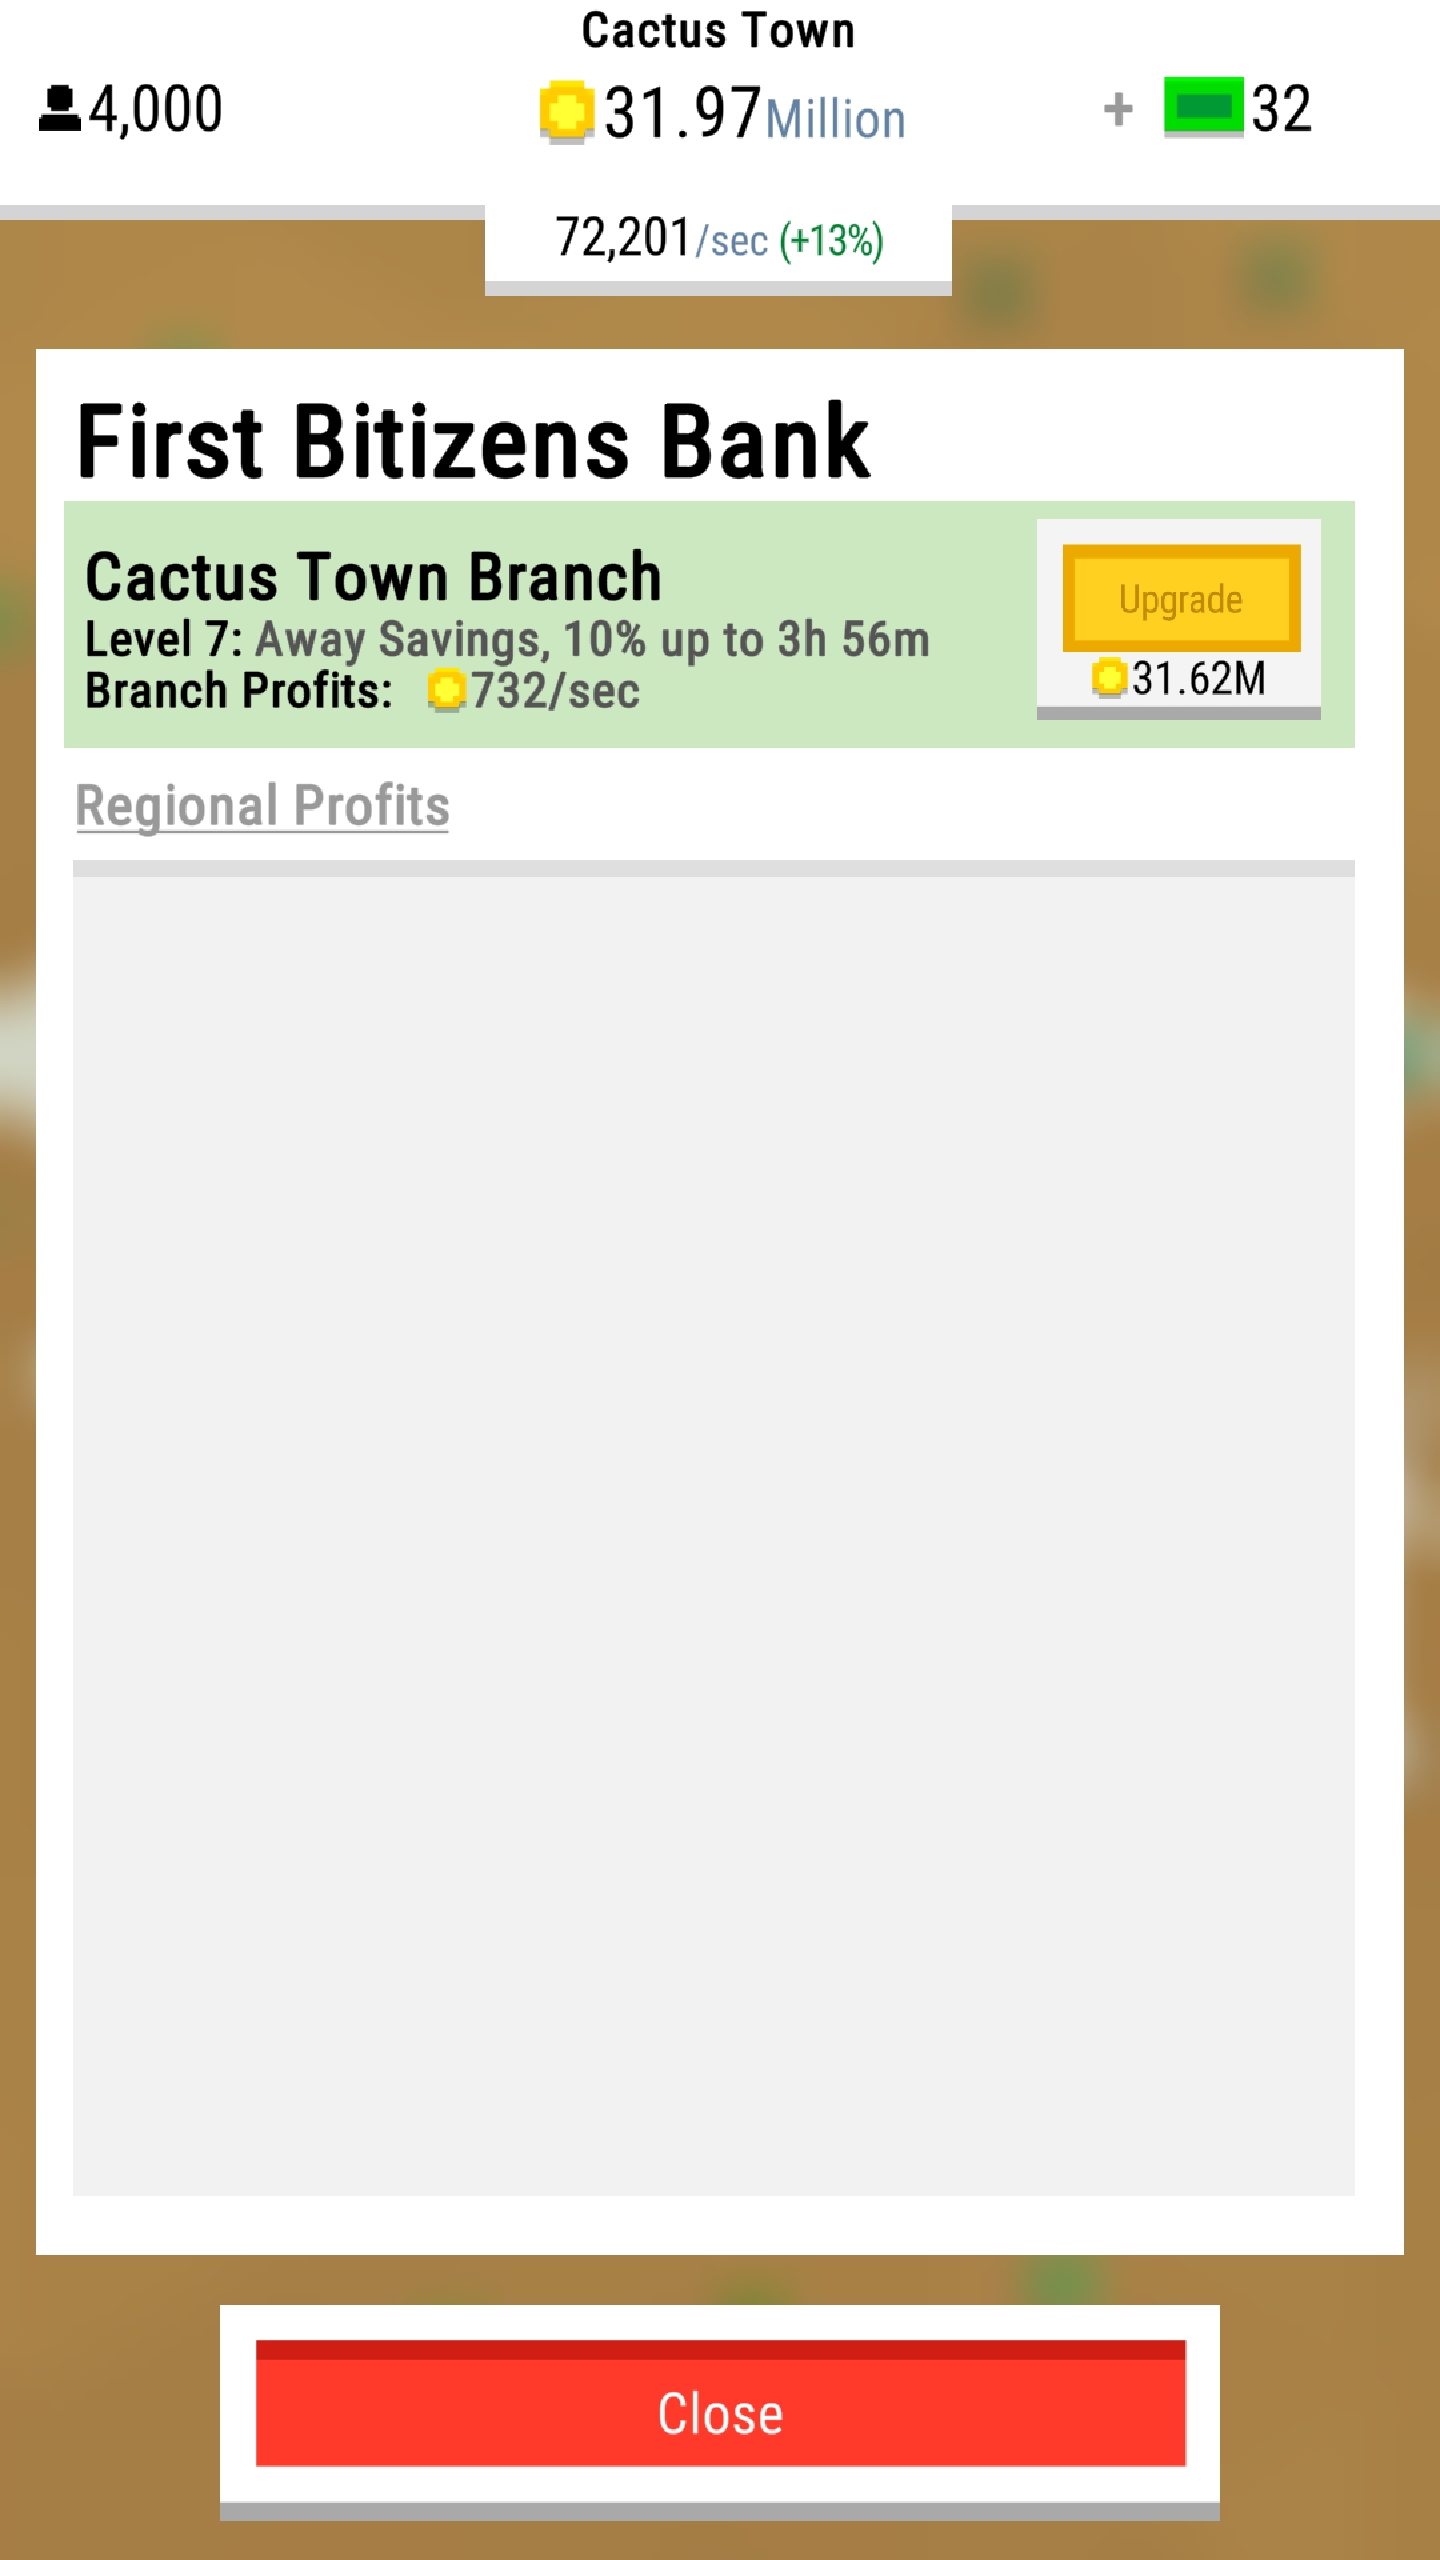 Cactus Town
4,000
31.97Million
+ 32
72,201/sec (+13%)
First Bitizens Bank
Cactus Town Branch
Level 7: Away Savings, 10% up to 3h 56m
Branch Profits: 732/sec
Upgrade
31.62M
Regional Profits
Close